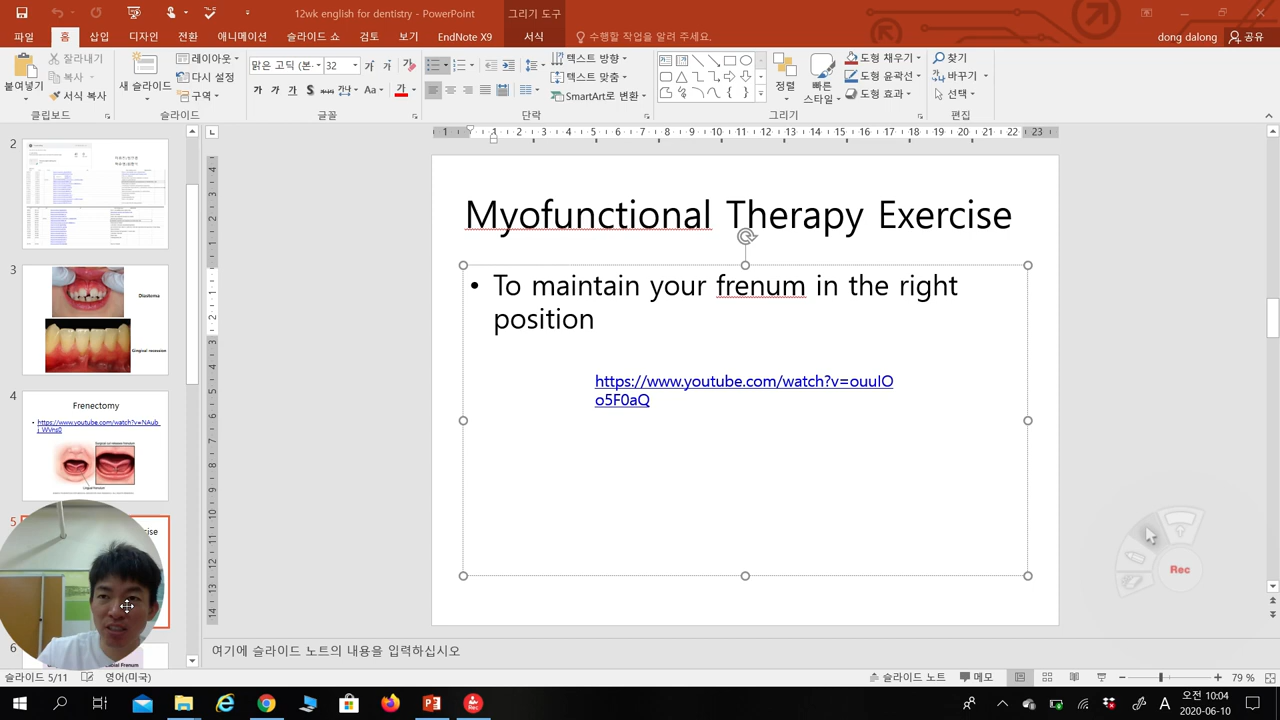 12wk english for dentistry - PowerPoint
그리기 도구
파일
홈
삽입
디자인
전환
애니메이션
슬라이드 쇼
검토
보기
EndNote X9
서식
수행할 작업을 알려 주세요.
dong dalong
공유
붙여넣기
잘라내기
복사
서식 복사
클립보드
새 슬라이드
레이아웃
다시 설정
구역
슬라이드
맑은 고딕 (본
32
글꼴
텍스트 방향
텍스트 맞춤
SmartArt로 변환
단락
정렬
빠른
스타일
도형 채우기
도형 윤곽선
도형 효과
그리기
찾기
바꾸기
선택
편집
2
3
Diastema
Gingival recession
4
Frenectomy
5
6
Myofunctional Therapy Exercise
• To maintain your frenum in the right
position
https://www.youtube.com/watch?v=ouulO
o5F0aQ
Rec
여기에 슬라이드 노트의 내용을 입력하십시오
슬라이드 5/11
영어(미국)
슬라이드 노트
메모
79 %
오전 10:04
2020-06-10